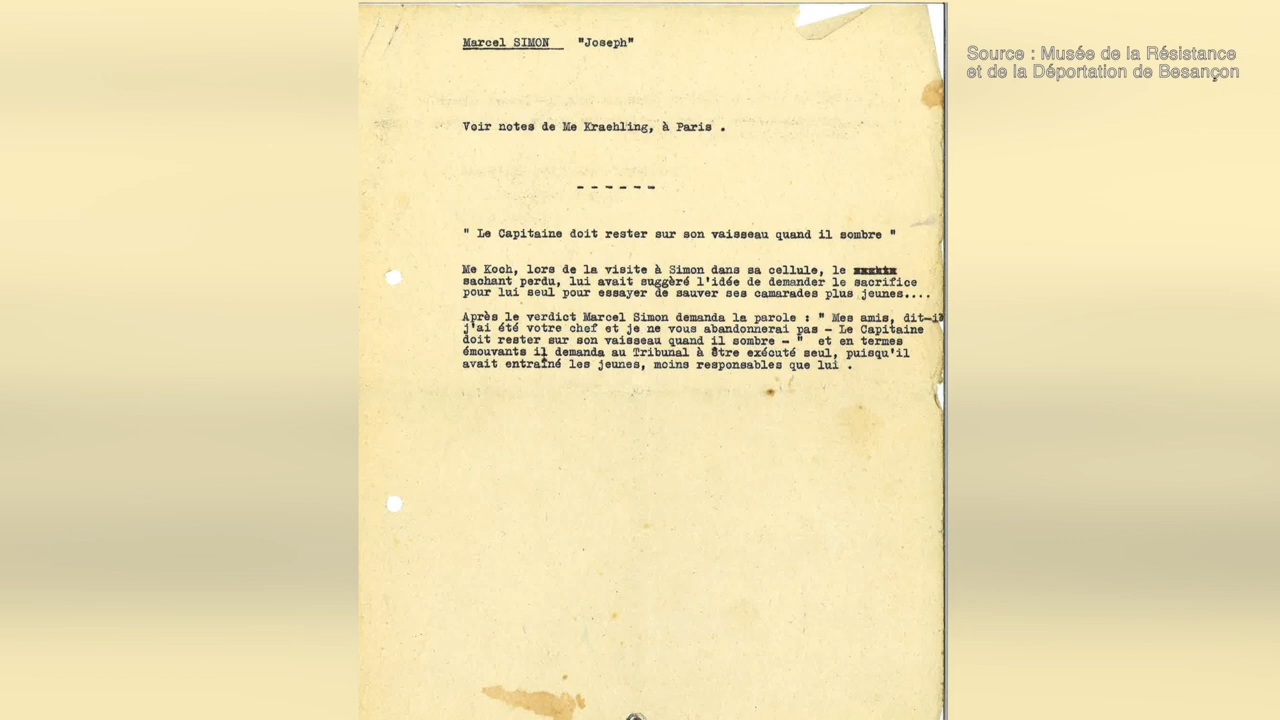 Marcel SIMON "Joseph"
Source : Musée de la Résistance
et de la Déportation de Besançon
Voir notes de Me Kraehling, à Paris .
- - - - - -
" Le Capitaine doit rester sur son vaisseau quand il sombre "
Me Koch, lors de la visite à Simon dans sa cellule, le
sachant perdu, lui avait suggèré l'idée de demander le sacrifice
pour lui seul pour essayer de sauver ses camarades plus jeunes....
Après le verdict Marcel Simon demanda la parole : " Mes amis, dit-il
j'ai été votre chef et je ne vous abandonnerai pas - Le Capitaine
doit rester sur son vaisseau quand il sombre - " et en termes
émouvants il demanda au Tribunal à être exécuté seul, puisqu'il
avait entraîné les jeunes, moins responsables que lui .